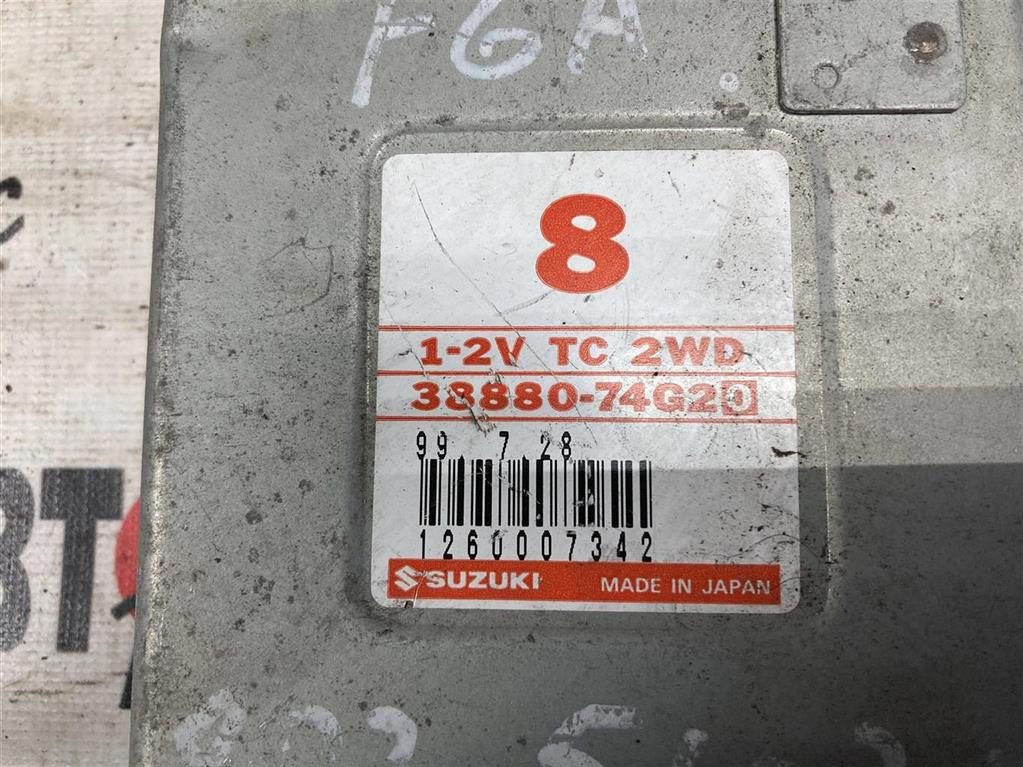 F6A
8
1-2V TC 2WD
38880-74G20
99 7.28
1260007342
SUZUKI MADE IN JAPAN